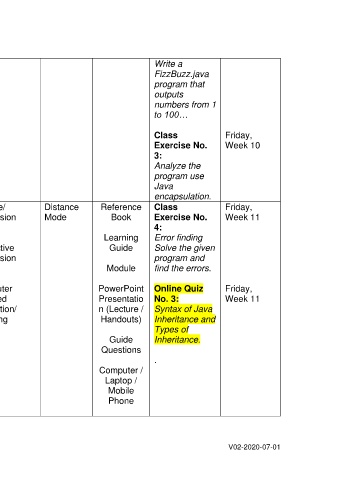 Write a
FizzBuzz.java
program that
outputs
numbers from 1
to 100…
Class
Exercise No.
3:
Analyze the
program use
Java
encapsulation.
Friday,
Week 10
e/
sion
tive
sion
uter
ed
tion/
ng
Distance
Mode
Reference
Book
Learning
Guide
Module
PowerPoint
Presentatio
n (Lecture /
Handouts)
Guide
Questions
Computer /
Laptop /
Mobile
Phone
Class
Exercise No.
4:
Error finding
Solve the given
program and
find the errors.
Online Quiz
No. 3:
Syntax of Java
Inheritance and
Types of
Inheritance.
.
Friday,
Week 11
Friday,
Week 11
V02-2020-07-01